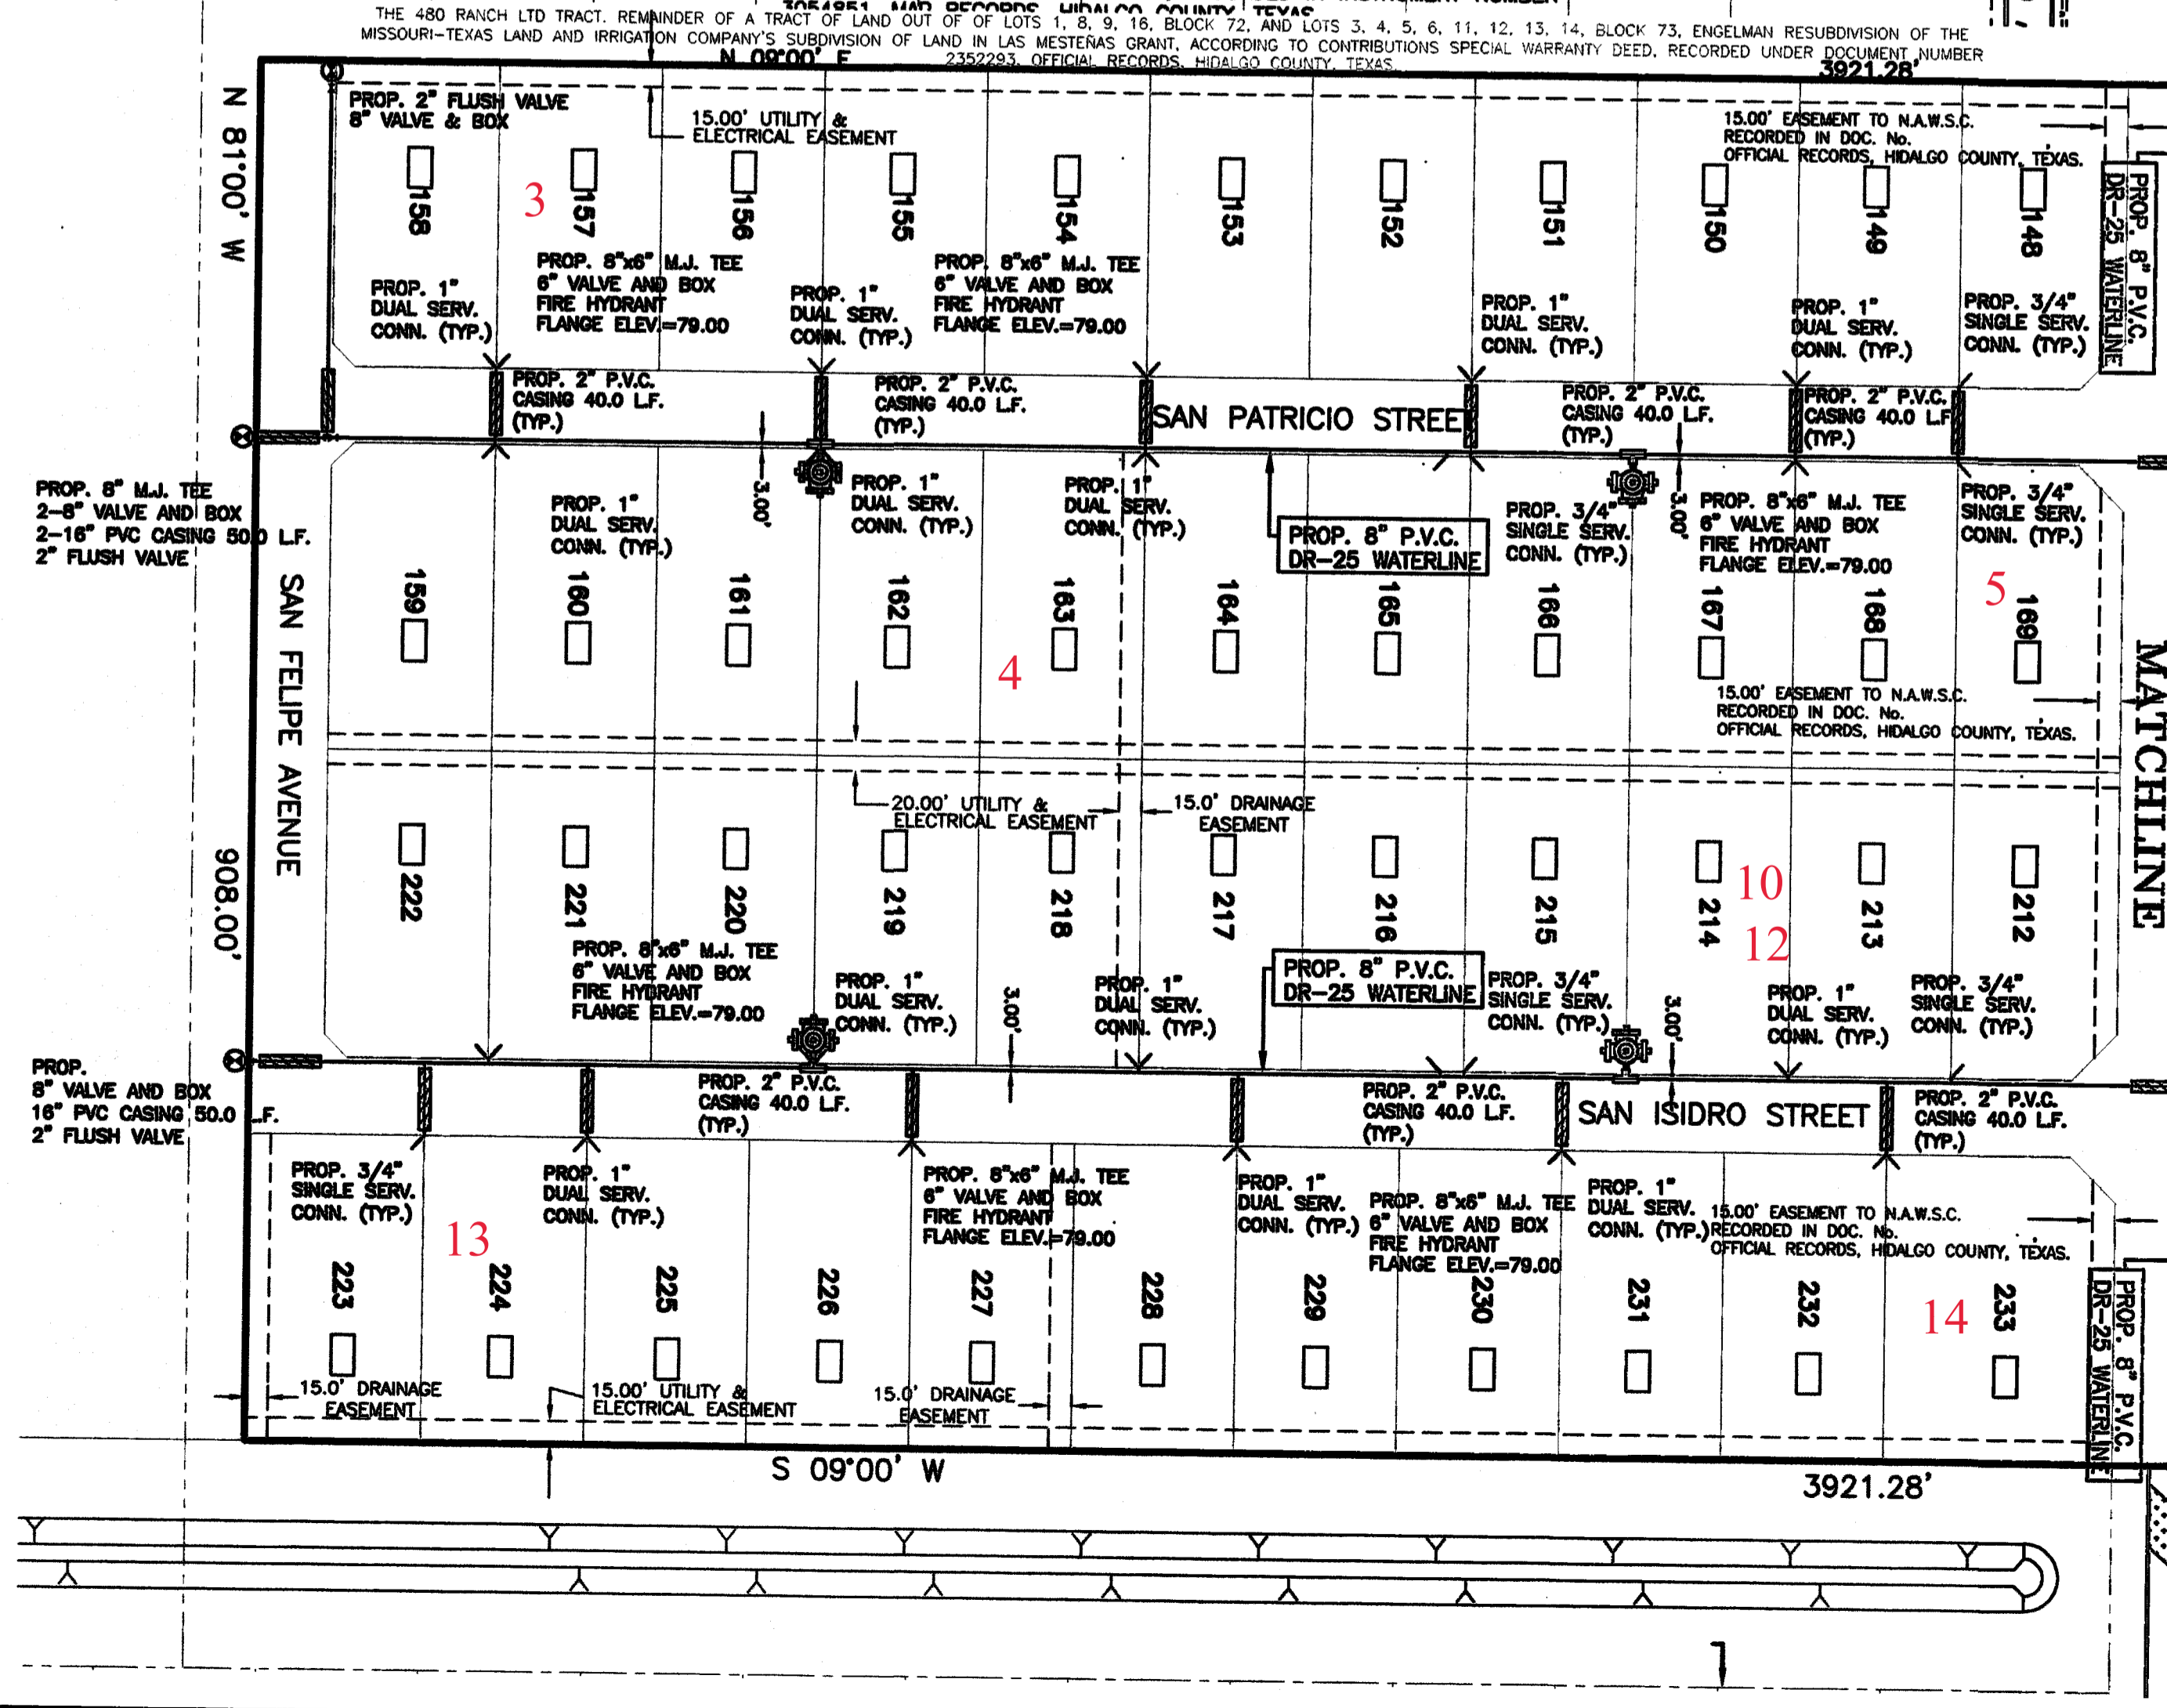 THE 480 RANCH LTD TRACT. REMAINDER OF A TRACT OF LAND OUT OF OF LOTS 1, 8, 9, 16, BLOCK 72, AND LOTS 3, 4, 5, 6, 11, 12, 13, 14, BLOCK 73, ENGELMAN RESUBDIVISION OF THE
MISSOURI-TEXAS LAND AND IRRIGATION COMPANY'S SUBDIVISION OF LAND IN LAS MESTEÑAS GRANT, ACCORDING TO CONTRIBUTIONS SPECIAL WARRANTY DEED, RECORDED UNDER DOCUMENT NUMBER
2352293, OFFICIAL RECORDS, HIDALGO COUNTY, TEXAS.
N 09°00' E
3921.28'
N 81°00' W
908.00'
PROP. 2" FLUSH VALVE
8" VALVE & BOX
15.00' UTILITY &
ELECTRICAL EASEMENT
15.00' EASEMENT TO N.A.W.S.C.
RECORDED IN DOC. No.
OFFICIAL RECORDS, HIDALGO COUNTY, TEXAS.
PROP. 8" P.V.C.
DR-25 WATERLINE
158
3
157
156
155
154
153
152
151
150
149
148
PROP. 1"
DUAL SERV.
CONN. (TYP.)
PROP. 8"x6" M.J. TEE
6" VALVE AND BOX
FIRE HYDRANT
FLANGE ELEV.=79.00
PROP. 1"
DUAL SERV.
CONN. (TYP.)
PROP. 8"x6" M.J. TEE
6" VALVE AND BOX
FIRE HYDRANT
FLANGE ELEV.=79.00
PROP. 1"
DUAL SERV.
CONN. (TYP.)
PROP. 1"
DUAL SERV.
CONN. (TYP.)
PROP. 3/4"
SINGLE SERV.
CONN. (TYP.)
PROP. 2" P.V.C.
CASING 40.0 L.F.
(TYP.)
PROP. 2" P.V.C.
CASING 40.0 L.F.
(TYP.)
SAN PATRICIO STREET
PROP. 2" P.V.C.
CASING 40.0 L.F.
(TYP.)
PROP. 2" P.V.C.
CASING 40.0 L.F
(TYP.)
PROP. 8" M.J. TEE
2-8" VALVE AND BOX
2-16" PVC CASING 50.0 L.F.
2" FLUSH VALVE
SAN FELIPE AVENUE
PROP. 1"
DUAL SERV.
CONN. (TYP.)
3.00'
PROP. 1"
DUAL SERV.
CONN. (TYP.)
PROP. 1"
DUAL SERV.
CONN. (TYP.)
PROP. 8" P.V.C.
DR-25 WATERLINE
PROP. 3/4"
SINGLE SERV.
CONN. (TYP.)
3.00'
PROP. 8"x6" M.J. TEE
6" VALVE AND BOX
FIRE HYDRANT
FLANGE ELEV.=79.00
PROP. 3/4"
SINGLE SERV.
CONN. (TYP.)
159
160
161
162
163
164
165
166
167
168
5
169
4
MATCHLINE
15.00' EASEMENT TO N.A.W.S.C.
RECORDED IN DOC. No.
OFFICIAL RECORDS, HIDALGO COUNTY, TEXAS.
20.00' UTILITY &
ELECTRICAL EASEMENT
15.0' DRAINAGE
EASEMENT
222
221
220
219
218
217
216
215
214
10
12
213
212
PROP. 8"x6" M.J. TEE
6" VALVE AND BOX
FIRE HYDRANT
FLANGE ELEV.=79.00
PROP. 1"
DUAL SERV.
CONN. (TYP.)
3.00'
PROP. 1"
DUAL SERV.
CONN. (TYP.)
PROP. 8" P.V.C.
DR-25 WATERLINE
PROP. 3/4"
SINGLE SERV.
CONN. (TYP.)
3.00'
PROP. 1"
DUAL SERV.
CONN. (TYP.)
PROP. 3/4"
SINGLE SERV.
CONN. (TYP.)
PROP.
8" VALVE AND BOX
16" PVC CASING 50.0 L.F.
2" FLUSH VALVE
PROP. 2" P.V.C.
CASING 40.0 L.F.
(TYP.)
PROP. 2" P.V.C.
CASING 40.0 L.F.
(TYP.)
SAN ISIDRO STREET
PROP. 2" P.V.C.
CASING 40.0 L.F.
(TYP.)
PROP. 3/4"
SINGLE SERV.
CONN. (TYP.)
PROP. 1"
DUAL SERV.
CONN. (TYP.)
PROP. 8"x6" M.J. TEE
6" VALVE AND BOX
FIRE HYDRANT
FLANGE ELEV.=79.00
PROP. 1"
DUAL SERV.
CONN. (TYP.)
PROP. 8"x6" M.J. TEE
6" VALVE AND BOX
FIRE HYDRANT
FLANGE ELEV.=79.00
PROP. 1"
DUAL SERV.
CONN. (TYP.)
15.00' EASEMENT TO N.A.W.S.C.
RECORDED IN DOC. No.
OFFICIAL RECORDS, HIDALGO COUNTY, TEXAS.
223
13
224
225
226
227
228
229
230
231
232
14
233
PROP. 8" P.V.C.
DR-25 WATERLINE
15.0' DRAINAGE
EASEMENT
15.00' UTILITY &
ELECTRICAL EASEMENT
15.0' DRAINAGE
EASEMENT
S 09°00' W
3921.28'